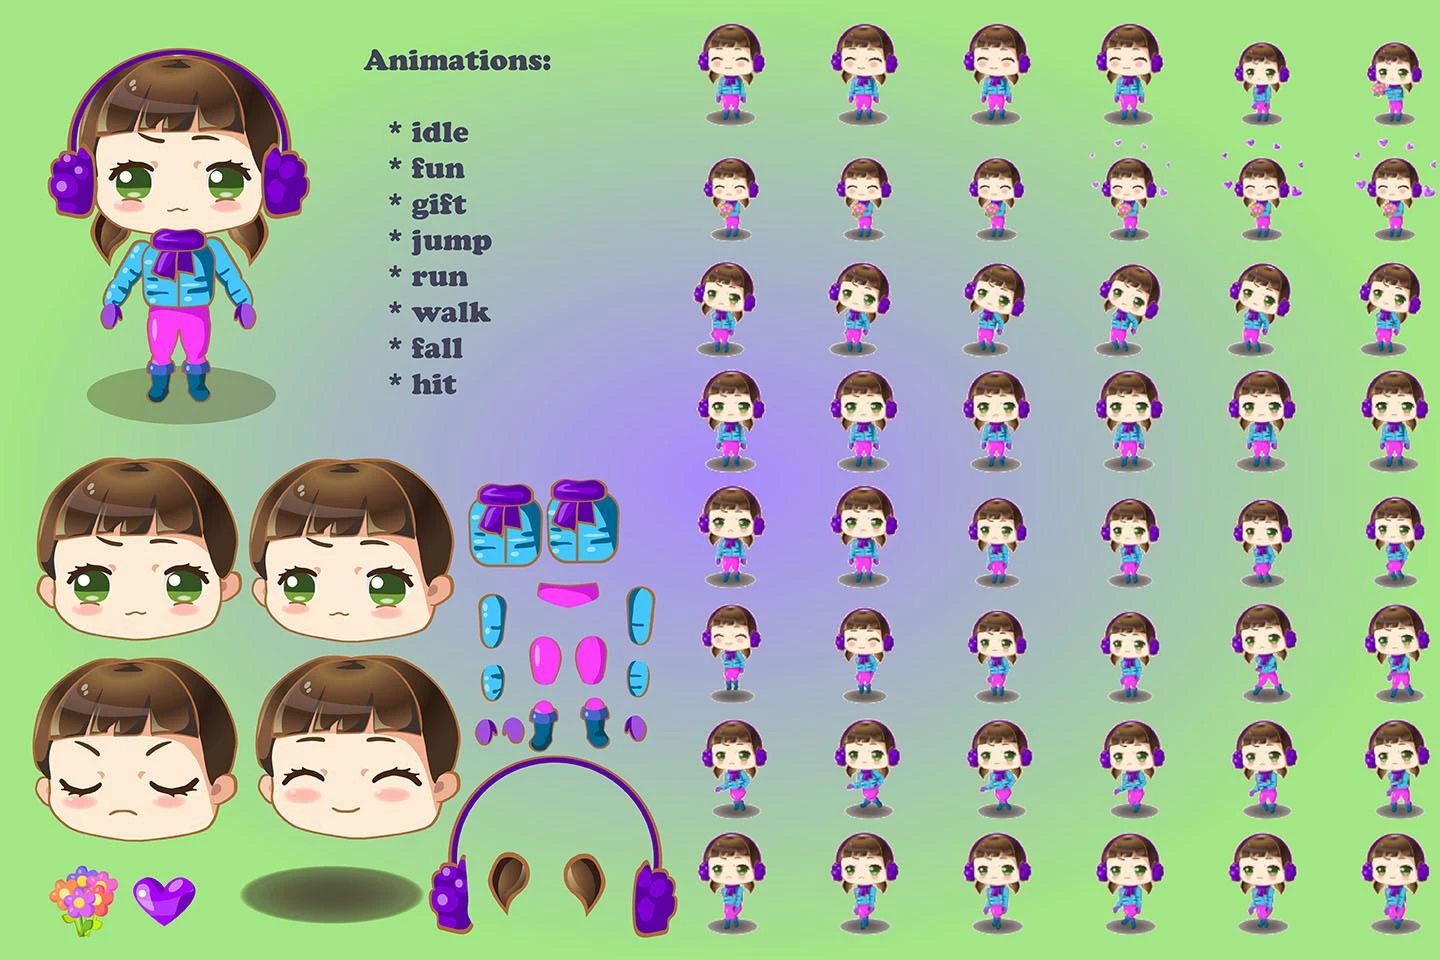 Animations:
* idle
* fun
* gift
* jump
* run
* walk
* fall
* hit